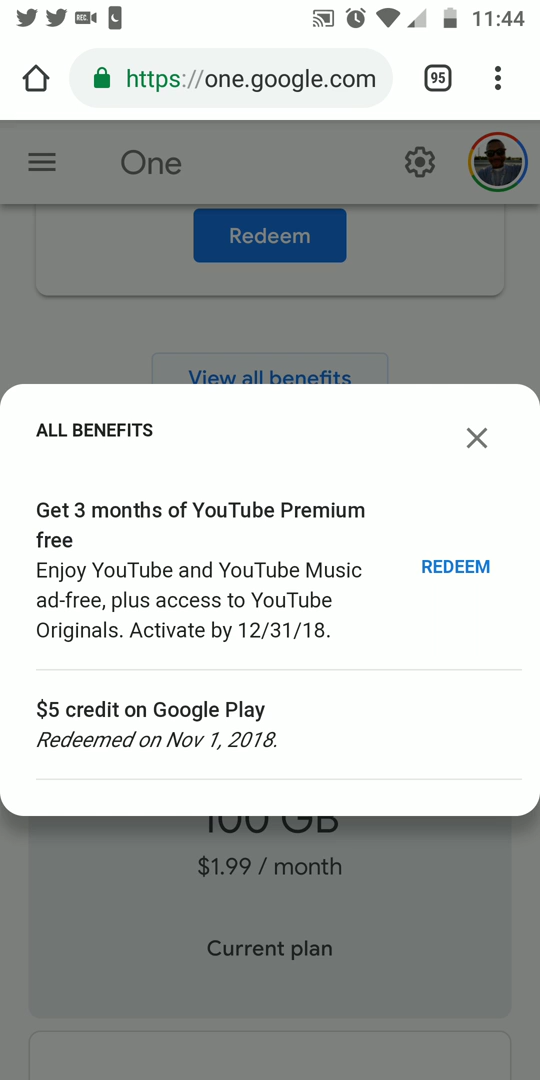 REC
11:44
https://one.google.com
95
One
Redeem
View all benefits
ALL BENEFITS
Get 3 months of YouTube Premium
free
Enjoy YouTube and YouTube Music
ad-free, plus access to YouTube
Originals. Activate by 12/31/18.
REDEEM
$5 credit on Google Play
Redeemed on Nov 1, 2018.
100 GB
$1.99 / month
Current plan